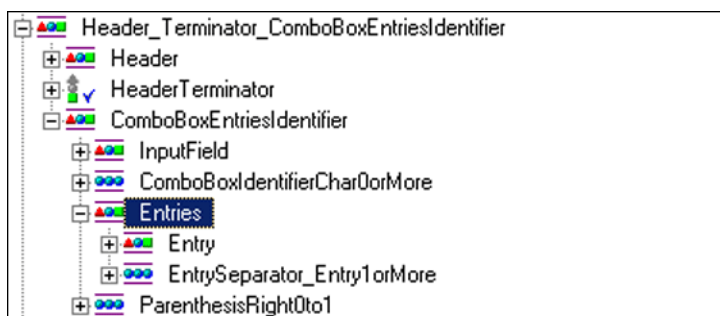 Header_Terminator_ComboBoxEntriesIdentifier
Header
HeaderTerminator
ComboBoxEntriesIdentifier
InputField
ComboBoxIdentifierChar0orMore
Entries
Entry
EntrySeparator_Entry1orMore
ParenthesisRight0to1